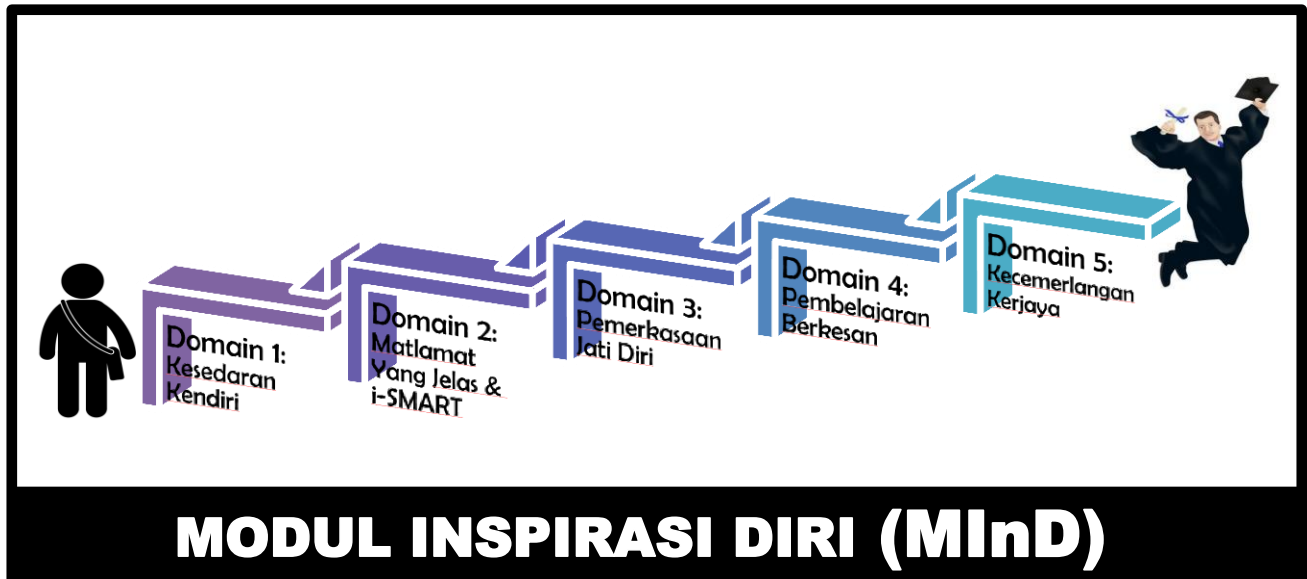 Domain 1:
Kesedaran
Kendiri
Domain 2:
Matlamat
Yang Jelas &
i-SMART
Domain 3:
Pemerkasaan
Jati Diri
Domain 4:
Pembelajaran
Berkesan
Domain 5:
Kecemerlangan
Kerjaya
MODUL INSPIRASI DIRI (MInD)